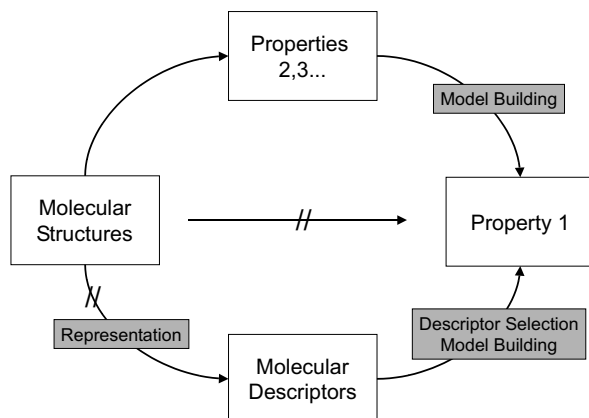 Properties
2,3...
Model Building
Molecular
Structures
//
Property 1
//
Representation
Descriptor Selection
Model Building
Molecular
Descriptors